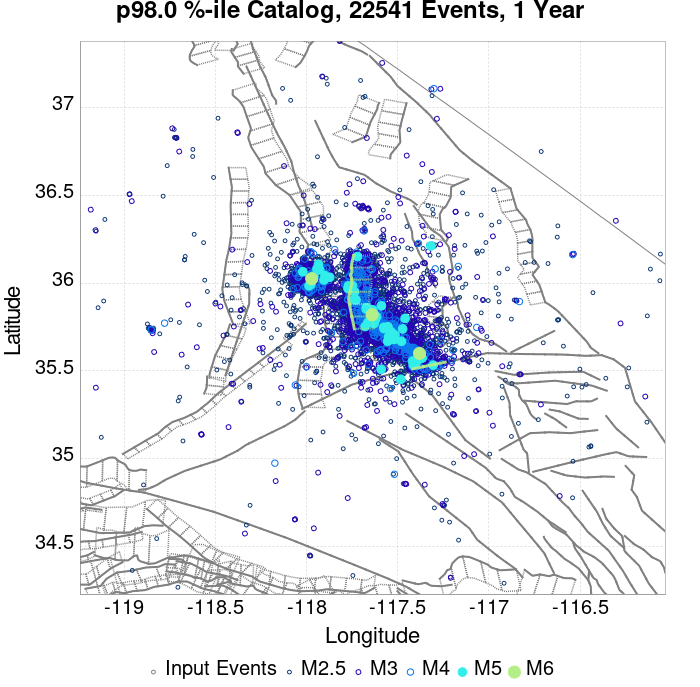 p98.0 %-ile Catalog, 22541 Events, 1 Year
37
36.5
36
35.5
35
34.5
Latitude
-119
-118.5
-118
-117.5
-117
-116.5
Longitude
Input Events
M2.5
M3
M4
M5
M6